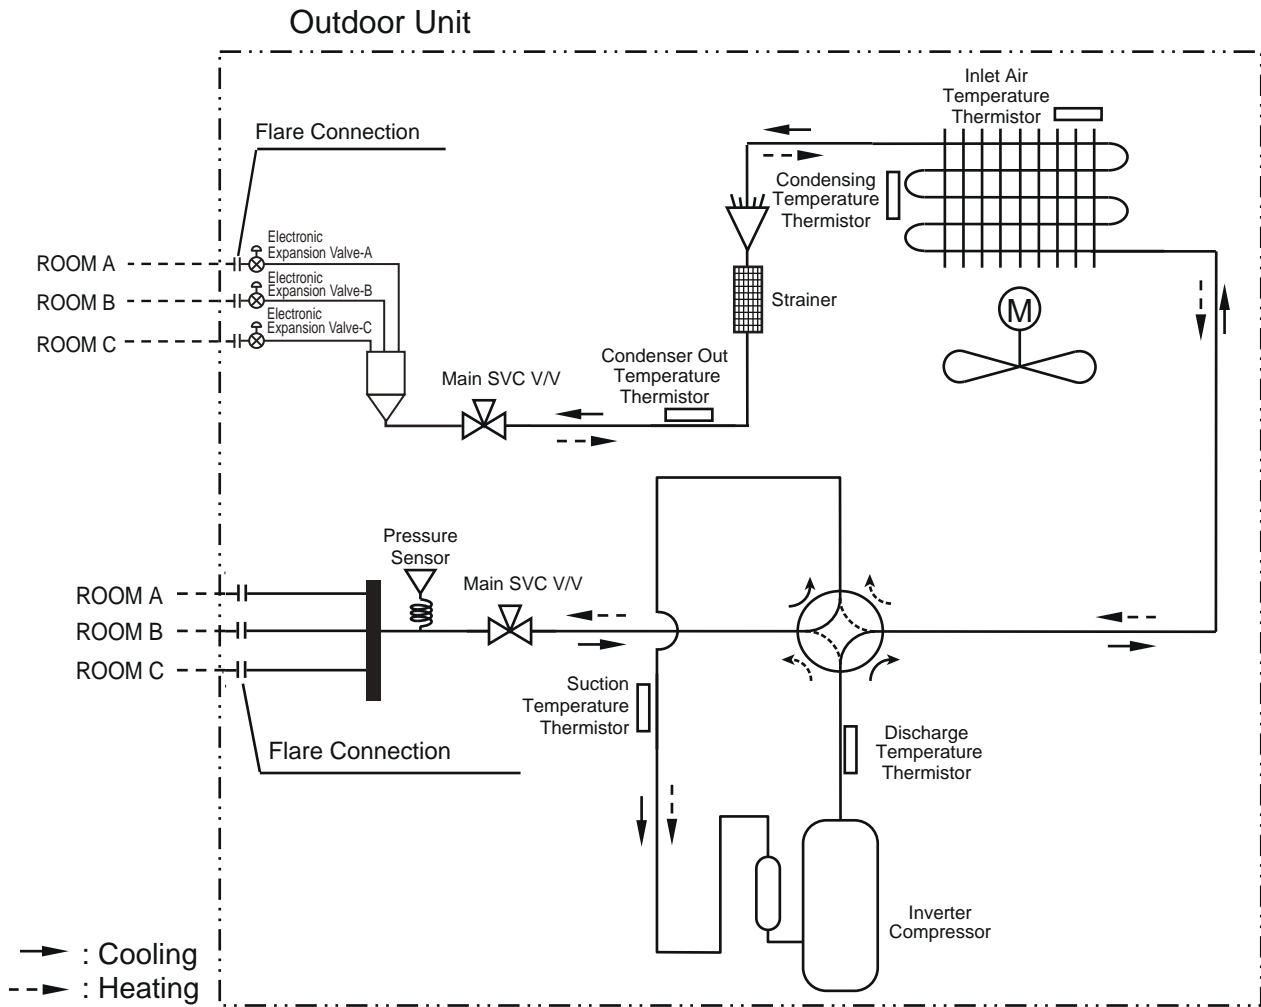 Outdoor Unit
Inlet Air
Temperature
Thermistor
Flare Connection
Condensing
Temperature
Thermistor
Electronic
Expansion Valve-A
ROOM A
Electronic
Expansion Valve-B
ROOM B
Strainer
Electronic
Expansion Valve-C
ROOM C
M
Condenser Out
Temperature
Thermistor
Main SVC V/V
Pressure
Sensor
Main SVC V/V
ROOM A
ROOM B
ROOM C
Suction
Temperature
Thermistor
Flare Connection
Discharge
Temperature
Thermistor
Inverter
Compressor
: Cooling
: Heating